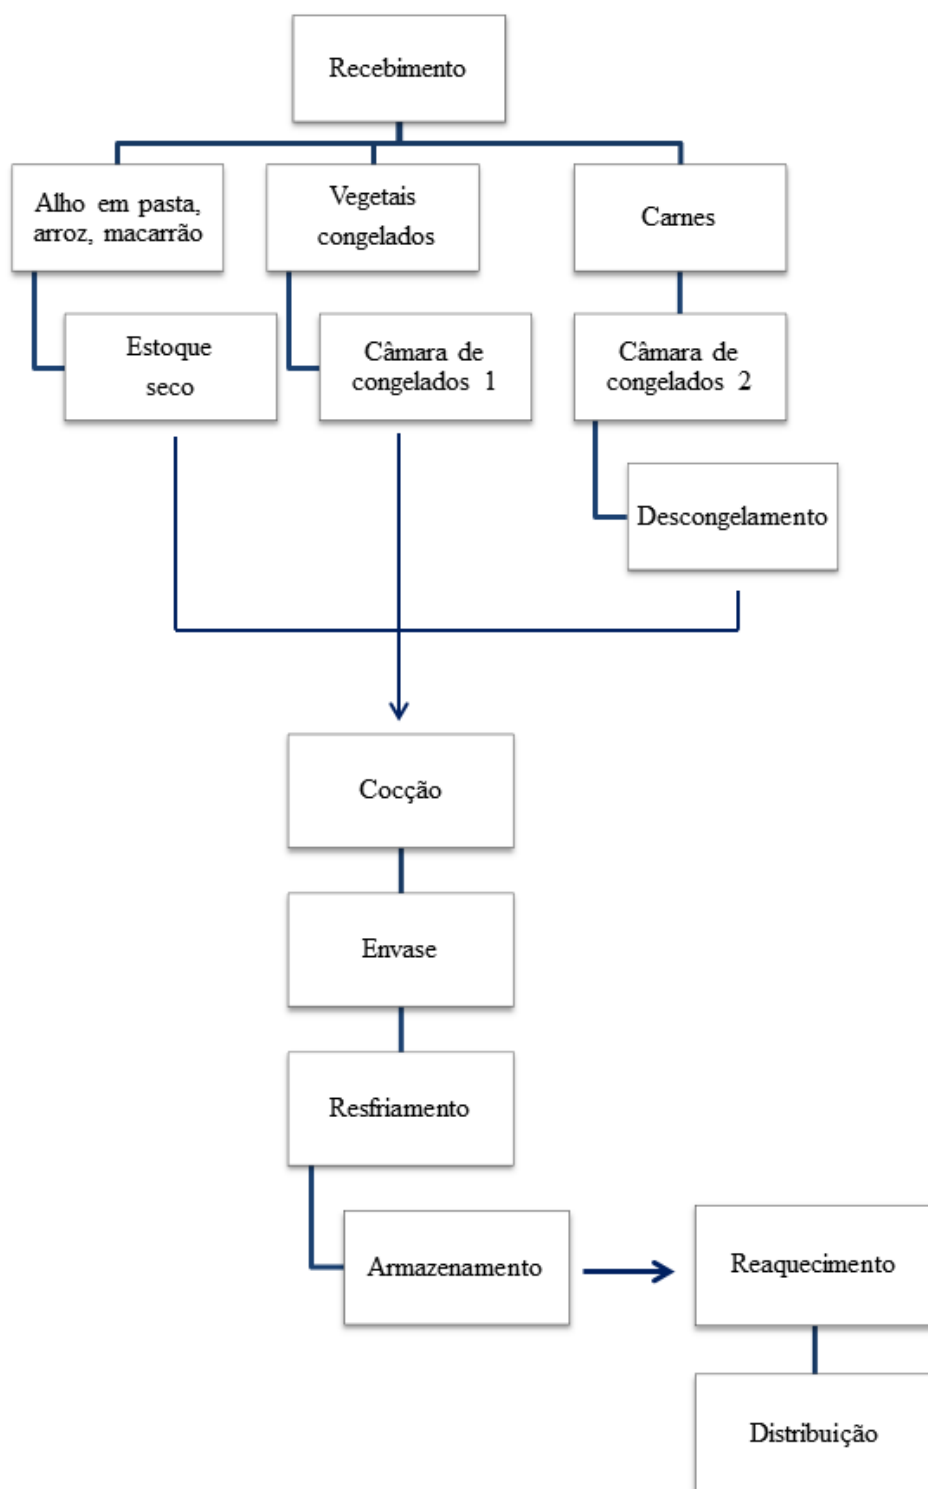 Recebimento
Alho em pasta,
arroz, macarrão
Vegetais
congelados
Carnes
Estoque
seco
Câmara de
congelados 1
Câmara de
congelados 2
Descongelamento
Cocção
Envase
Resfriamento
Armazenamento
Reaquecimento
Distribuição